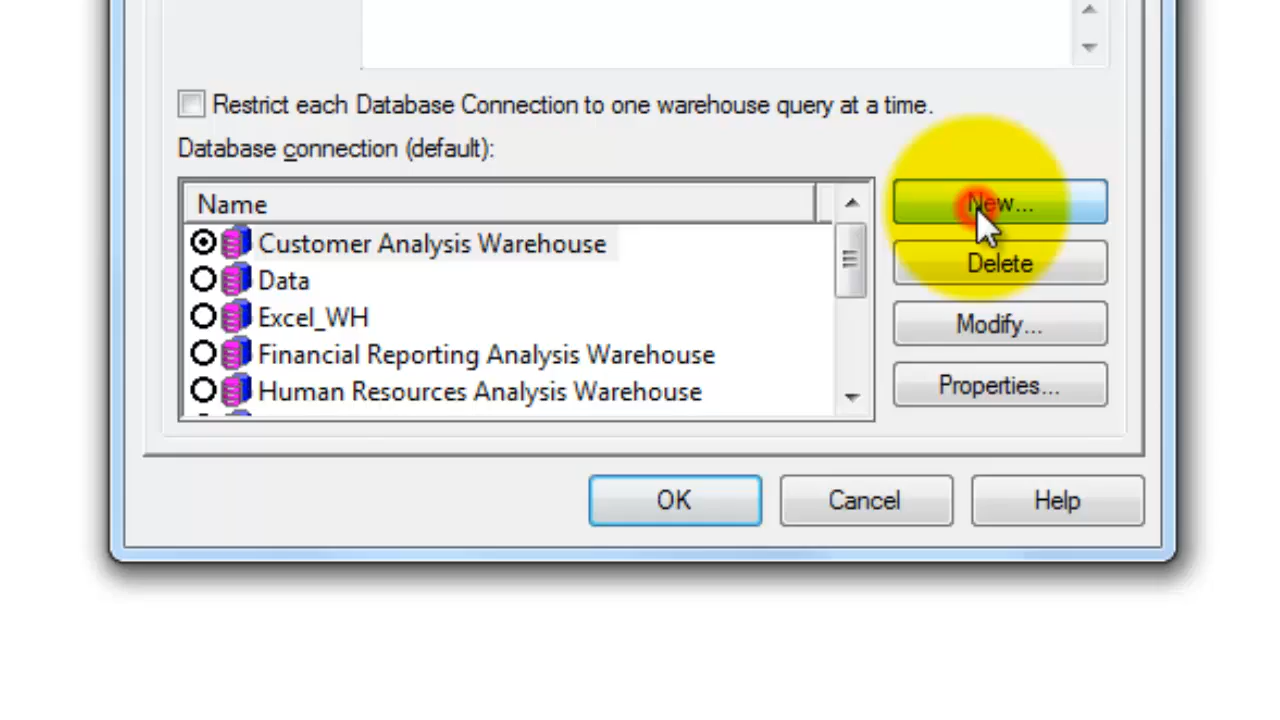 Restrict each Database Connection to one warehouse query at a time.
Database connection (default):
Name
Customer Analysis Warehouse
Data
Excel_WH
Financial Reporting Analysis Warehouse
Human Resources Analysis Warehouse
New...
Delete
Modify...
Properties...
OK
Cancel
Help